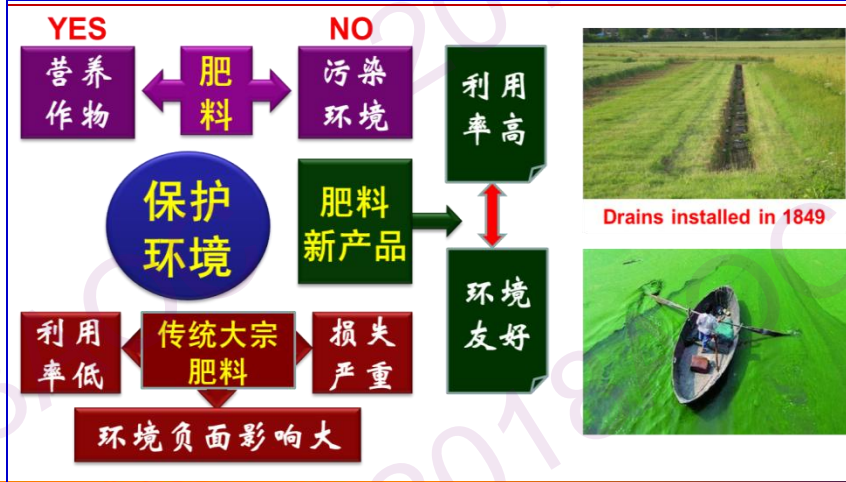 YES
NO
营养
作物
肥
料
污染
环境
利用
率高
保护
环境
肥料
新产品
环境
友好
利用
率低
传统大宗
肥料
损失
严重
环境负面影响大
Drains installed in 1849